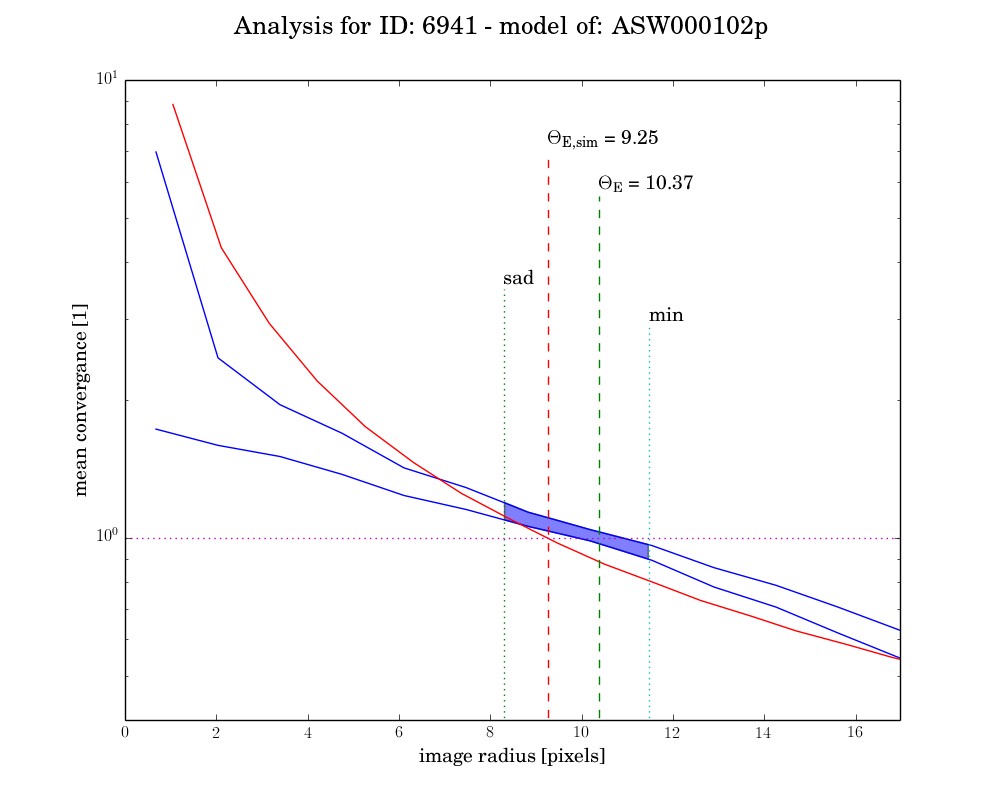 Analysis for ID: 6941 - model of: ASW000102p
10¹
Θ_E,sim = 9.25
Θ_E = 10.37
sad
min
mean convergance [1]
10⁰
0 2 4 6 8 10 12 14 16
image radius [pixels]